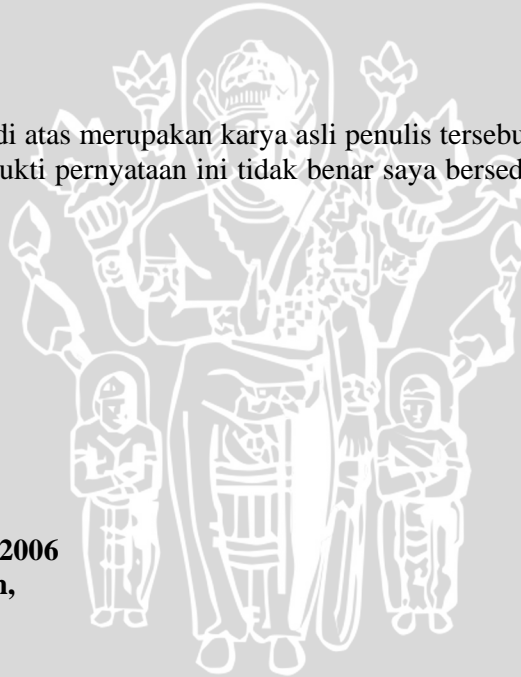 di atas merupakan karya asli penulis tersebu
ukti pernyataan ini tidak benar saya bersed
2006
n,